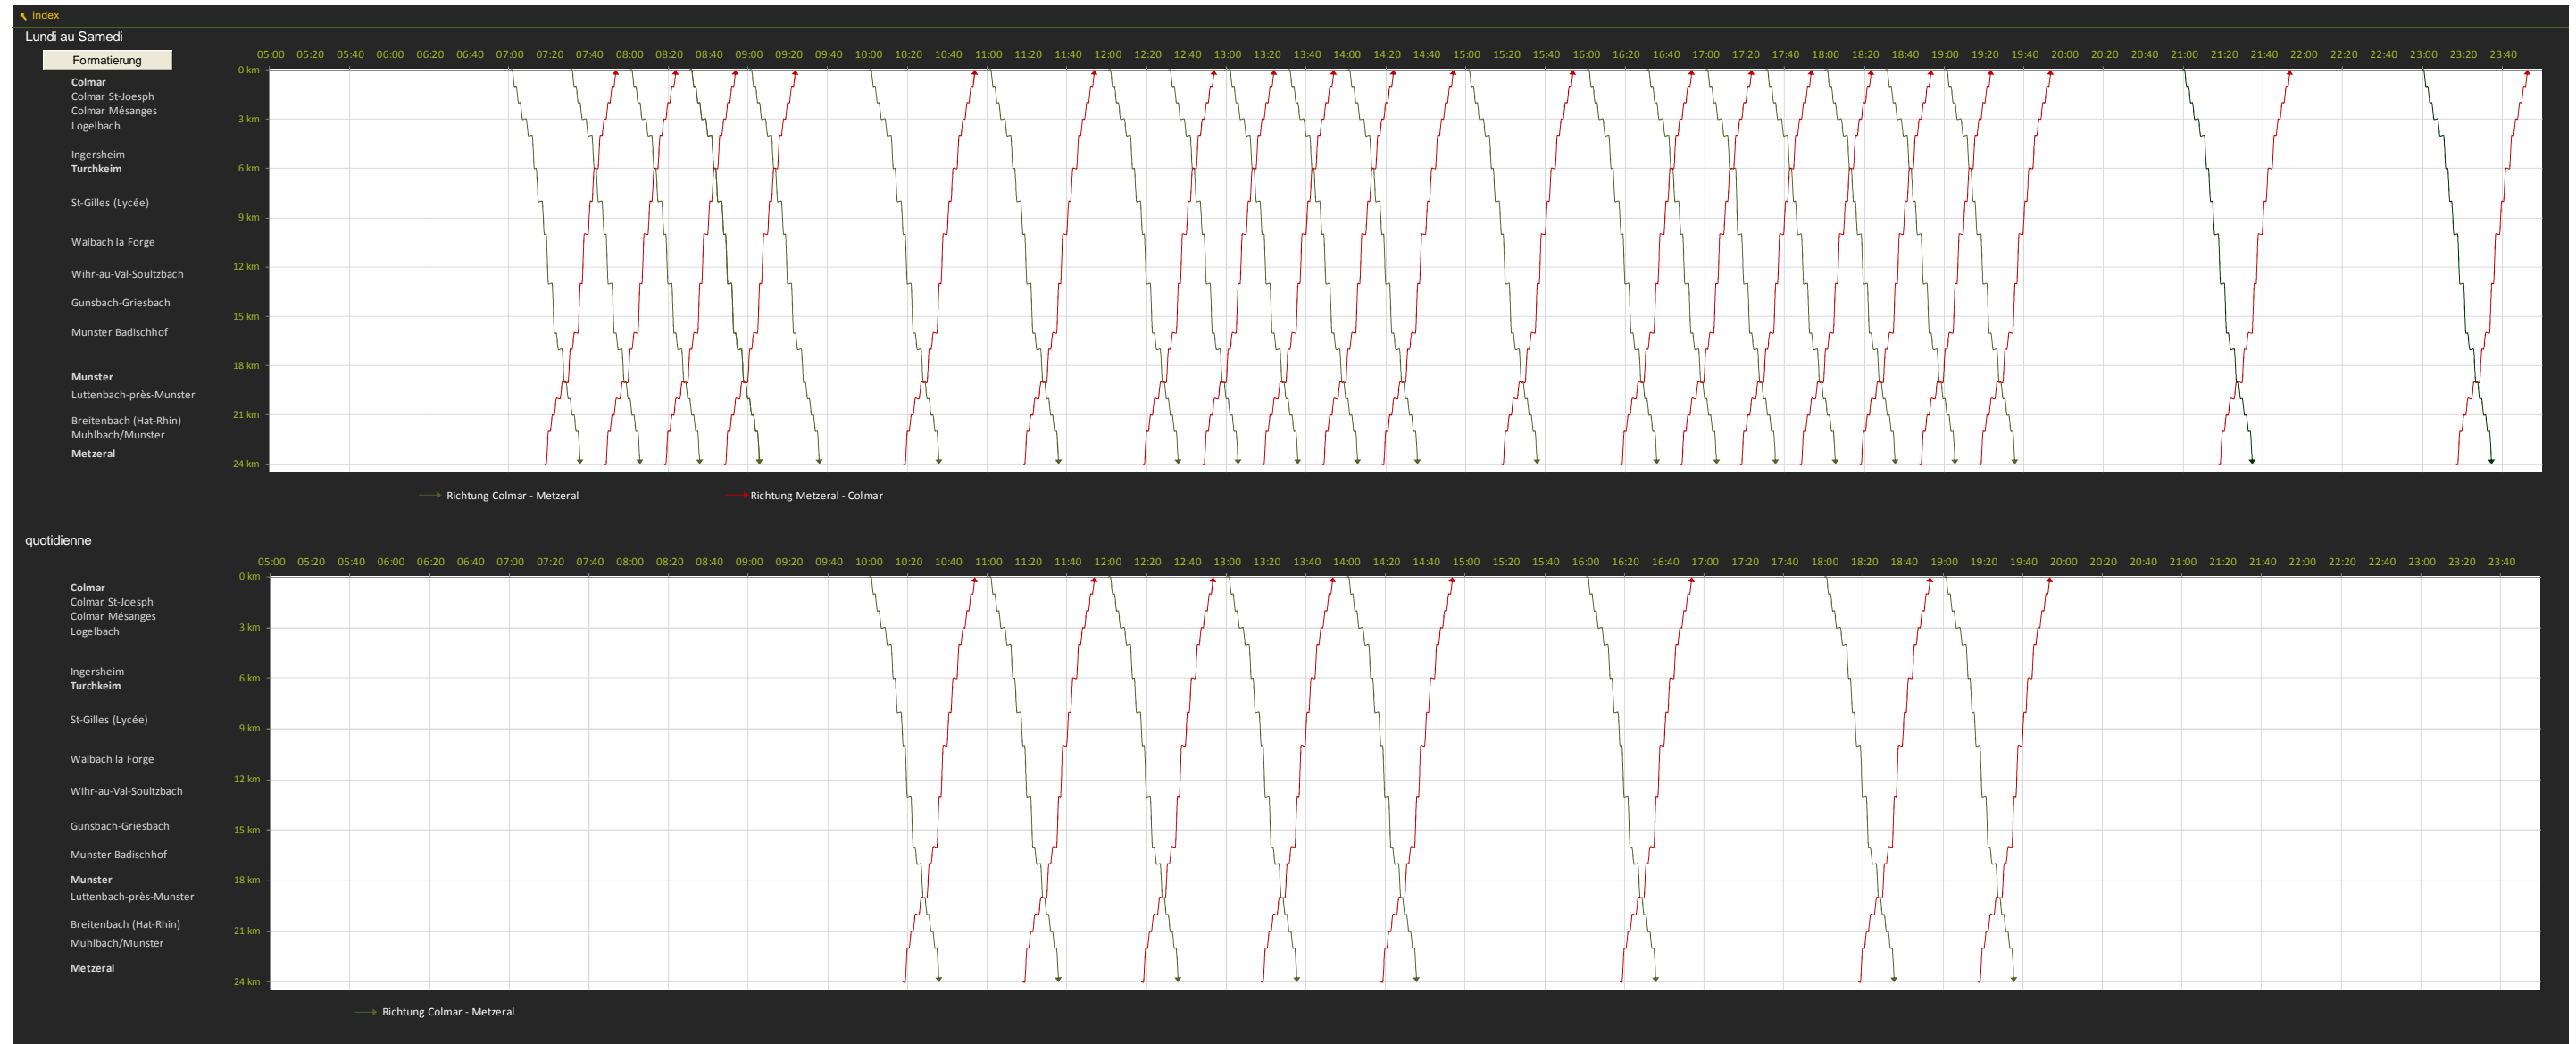 index
Lundi au Samedi
Formatierung
05:00 05:20 05:40 06:00 06:20 06:40 07:00 07:20 07:40 08:00 08:20 08:40 09:00 09:20 09:40 10:00 10:20 10:40 11:00 11:20 11:40 12:00 12:20 12:40 13:00 13:20 13:40 14:00 14:20 14:40 15:00 15:20 15:40 16:00 16:20 16:40 17:00 17:20 17:40 18:00 18:20 18:40 19:00 19:20 19:40 20:00 20:20 20:40 21:00 21:20 21:40 22:00 22:20 22:40 23:00 23:20 23:40
0 km
Colmar
Colmar St-Joesph
Colmar Mésanges
3 km
Logelbach
Ingersheim
Turchkeim 6 km
St-Gilles (Lycée)
9 km
Walbach la Forge
12 km
Wihr-au-Val-Soultzbach
Gunsbach-Griesbach
15 km
Munster Badischhof
18 km
Munster
Luttenbach-près-Munster
21 km
Breitenbach (Hat-Rhin)
Muhlbach/Munster
Metzeral
24 km
Richtung Colmar - Metzeral Richtung Metzeral - Colmar
quotidienne
05:00 05:20 05:40 06:00 06:20 06:40 07:00 07:20 07:40 08:00 08:20 08:40 09:00 09:20 09:40 10:00 10:20 10:40 11:00 11:20 11:40 12:00 12:20 12:40 13:00 13:20 13:40 14:00 14:20 14:40 15:00 15:20 15:40 16:00 16:20 16:40 17:00 17:20 17:40 18:00 18:20 18:40 19:00 19:20 19:40 20:00 20:20 20:40 21:00 21:20 21:40 22:00 22:20 22:40 23:00 23:20 23:40
0 km
Colmar
Colmar St-Joesph
Colmar Mésanges
3 km
Logelbach
Ingersheim
6 km
Turchkeim
St-Gilles (Lycée)
9 km
Walbach la Forge
12 km
Wihr-au-Val-Soultzbach
Gunsbach-Griesbach
15 km
Munster Badischhof
Munster 18 km
Luttenbach-près-Munster
Breitenbach (Hat-Rhin)
21 km
Muhlbach/Munster
Metzeral
24 km
Richtung Colmar - Metzeral